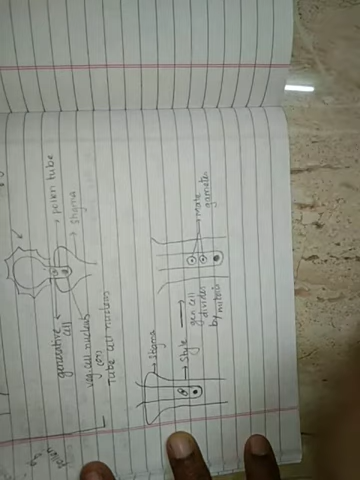 → pollen tube
→ Stigma
generative
cell
veg. cell nucleus
(or)
Tube cell nucleus
→ Stigma
→ Style
gen cell
divides
by mitosis
→ Male
gametes